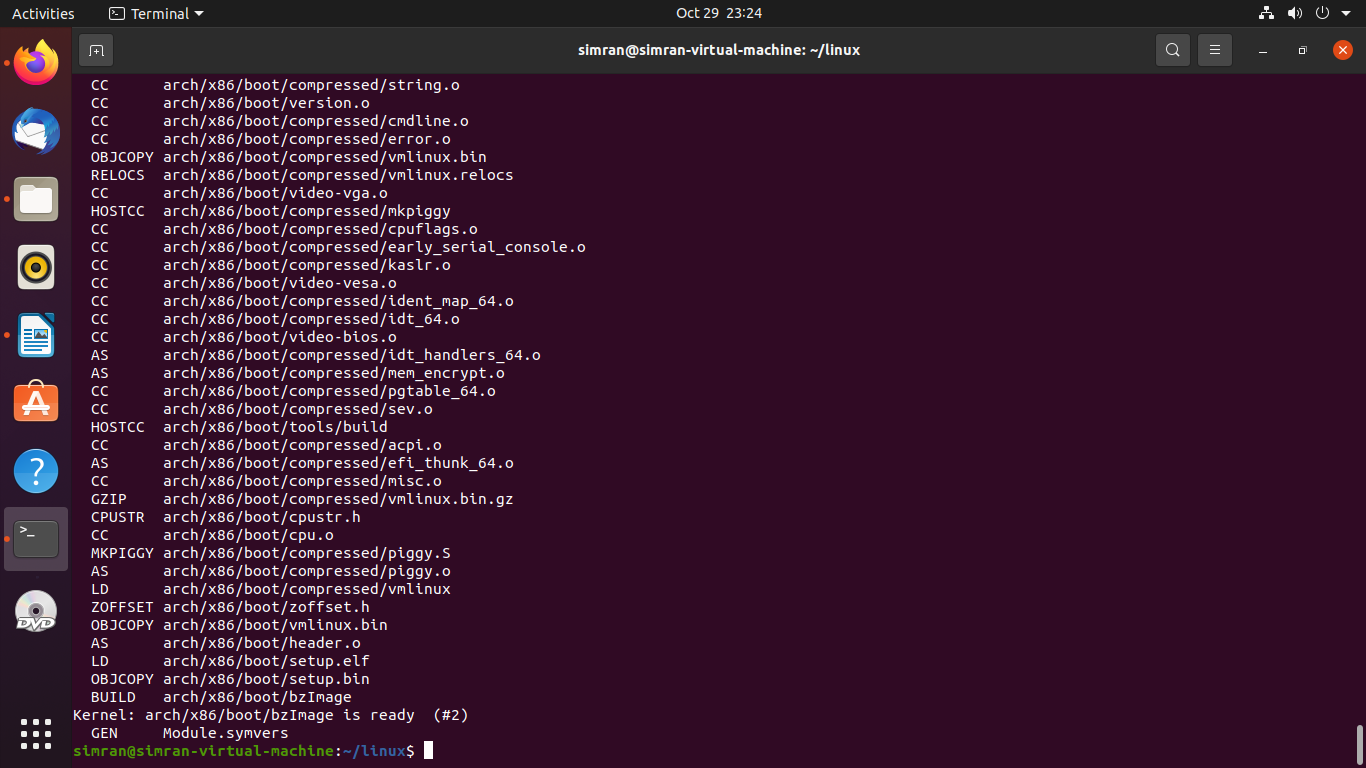 Activities Terminal Oct 29 23:24
simran@simran-virtual-machine: ~/linux
CC arch/x86/boot/compressed/string.o
CC arch/x86/boot/version.o
CC arch/x86/boot/compressed/cmdline.o
CC arch/x86/boot/compressed/error.o
OBJCOPY arch/x86/boot/compressed/vmlinux.bin
RELOCS arch/x86/boot/compressed/vmlinux.relocs
CC arch/x86/boot/video-vga.o
HOSTCC arch/x86/boot/compressed/mkpiggy
CC arch/x86/boot/compressed/cpuflags.o
CC arch/x86/boot/compressed/early_serial_console.o
CC arch/x86/boot/compressed/kaslr.o
CC arch/x86/boot/video-vesa.o
CC arch/x86/boot/compressed/ident_map_64.o
CC arch/x86/boot/compressed/idt_64.o
CC arch/x86/boot/video-bios.o
AS arch/x86/boot/compressed/idt_handlers_64.o
AS arch/x86/boot/compressed/mem_encrypt.o
CC arch/x86/boot/compressed/pgtable_64.o
CC arch/x86/boot/compressed/sev.o
HOSTCC arch/x86/boot/tools/build
CC arch/x86/boot/compressed/acpi.o
AS arch/x86/boot/compressed/efi_thunk_64.o
CC arch/x86/boot/compressed/misc.o
GZIP arch/x86/boot/compressed/vmlinux.bin.gz
CPUSTR arch/x86/boot/cpustr.h
CC arch/x86/boot/cpu.o
MKPIGGY arch/x86/boot/compressed/piggy.S
AS arch/x86/boot/compressed/piggy.o
LD arch/x86/boot/compressed/vmlinux
ZOFFSET arch/x86/boot/zoffset.h
OBJCOPY arch/x86/boot/vmlinux.bin
AS arch/x86/boot/header.o
LD arch/x86/boot/setup.elf
OBJCOPY arch/x86/boot/setup.bin
BUILD arch/x86/boot/bzImage
Kernel: arch/x86/boot/bzImage is ready (#2)
GEN Module.symvers
simran@simran-virtual-machine:~/linux$
?
>_
DVD